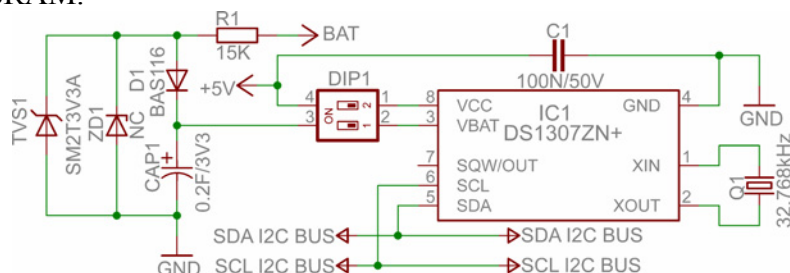 RAM:
R1
15K
BAT
C1
100N/50V
D1
BAS116
+5V
DIP1
4
3
ON
2
1
1
2
8
3
7
6
5
VCC
VBAT
SQW/OUT
SCL
SDA
IC1
DS1307ZN+
GND
XIN
XOUT
4
1
2
GND
Q1
32.768kHz
TVS1
SM2T3V3A
ZD1
NC
CAP1
+
0.2F/3V3
GND
SDA I2C BUS
SDA I2C BUS
SCL I2C BUS
SCL I2C BUS